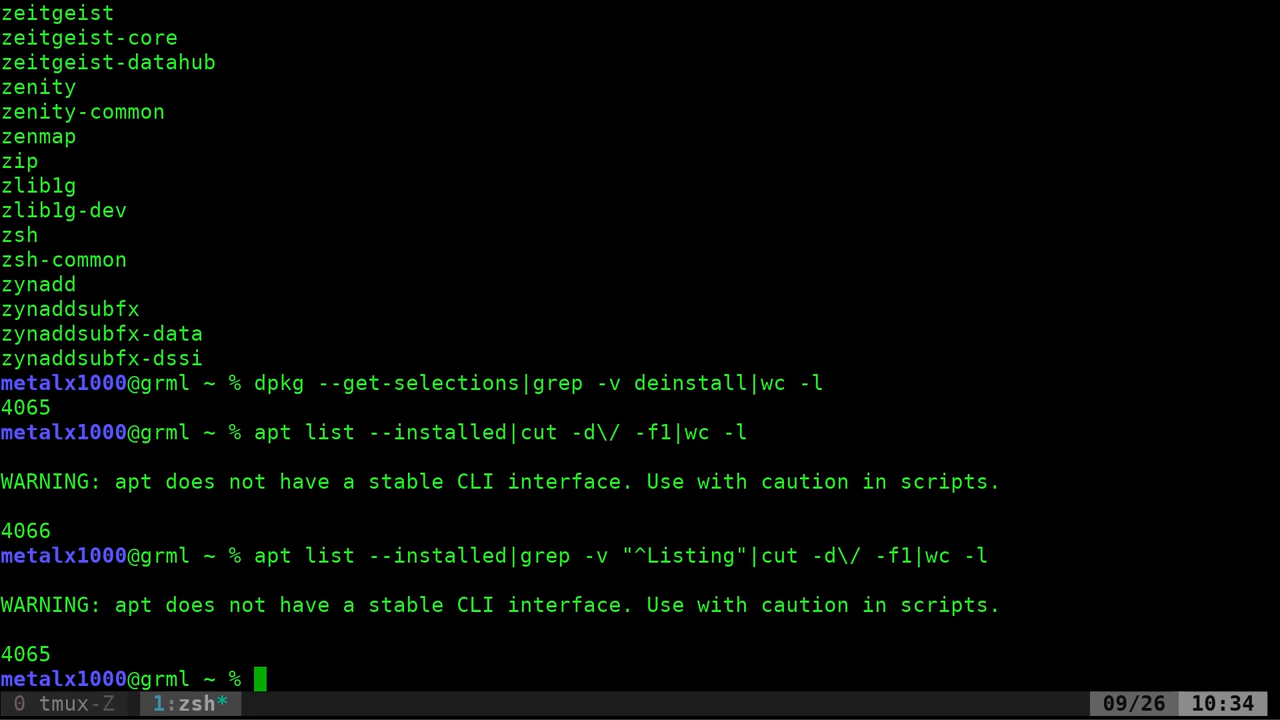 zeitgeist
zeitgeist-core
zeitgeist-datahub
zenity
zenity-common
zenmap
zip
zlib1g
zlib1g-dev
zsh
zsh-common
zynadd
zynaddsubfx
zynaddsubfx-data
zynaddsubfx-dssi
metalx1000@grml ~ % dpkg --get-selections|grep -v deinstall|wc -l
4065
metalx1000@grml ~ % apt list --installed|cut -d\/ -f1|wc -l
WARNING: apt does not have a stable CLI interface. Use with caution in scripts.
4066
metalx1000@grml ~ % apt list --installed|grep -v "^Listing"|cut -d\/ -f1|wc -l
WARNING: apt does not have a stable CLI interface. Use with caution in scripts.
4065
metalx1000@grml ~ %
0 tmux-Z 1:zsh* 09/26 10:34